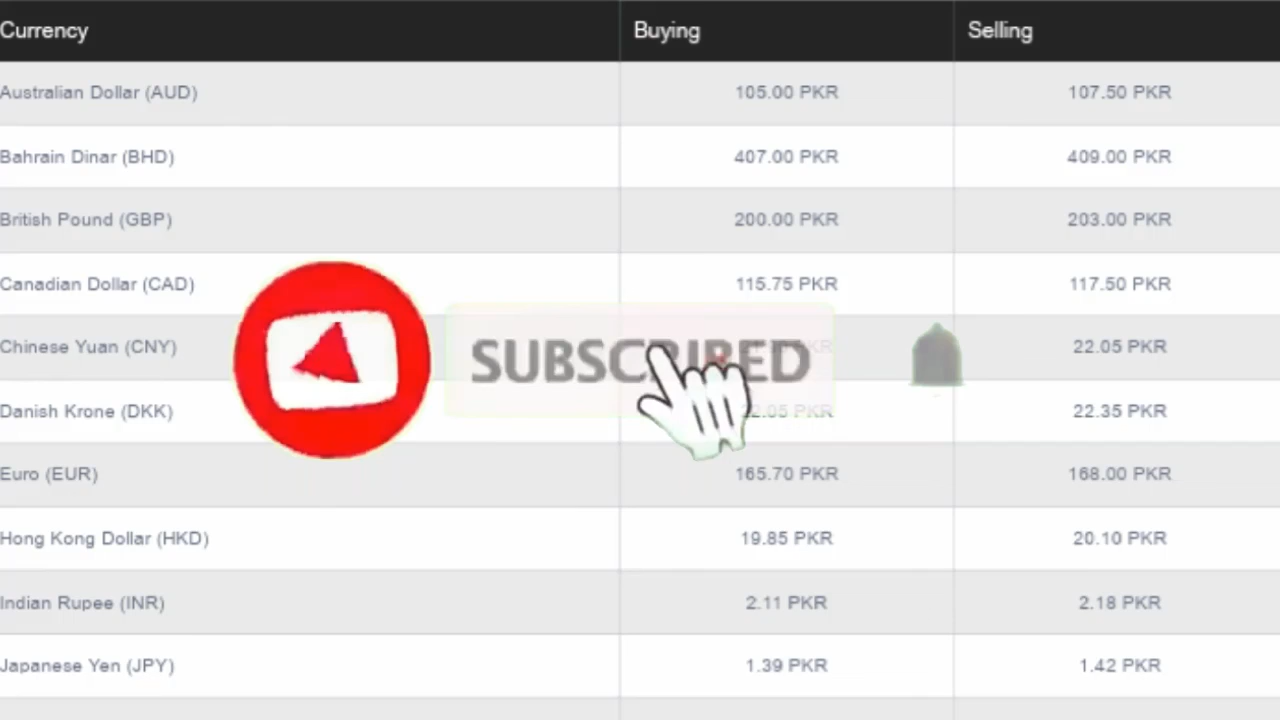 Currency Buying Selling
Australian Dollar (AUD) 105.00 PKR 107.50 PKR
Bahrain Dinar (BHD) 407.00 PKR 409.00 PKR
British Pound (GBP) 200.00 PKR 203.00 PKR
Canadian Dollar (CAD) 115.75 PKR 117.50 PKR
Chinese Yuan (CNY) PKR 22.05 PKR
SUBSCRIBED
Danish Krone (DKK) PKR 22.35 PKR
Euro (EUR) 165.70 PKR 168.00 PKR
Hong Kong Dollar (HKD) 19.85 PKR 20.10 PKR
Indian Rupee (INR) 2.11 PKR 2.18 PKR
Japanese Yen (JPY) 1.39 PKR 1.42 PKR